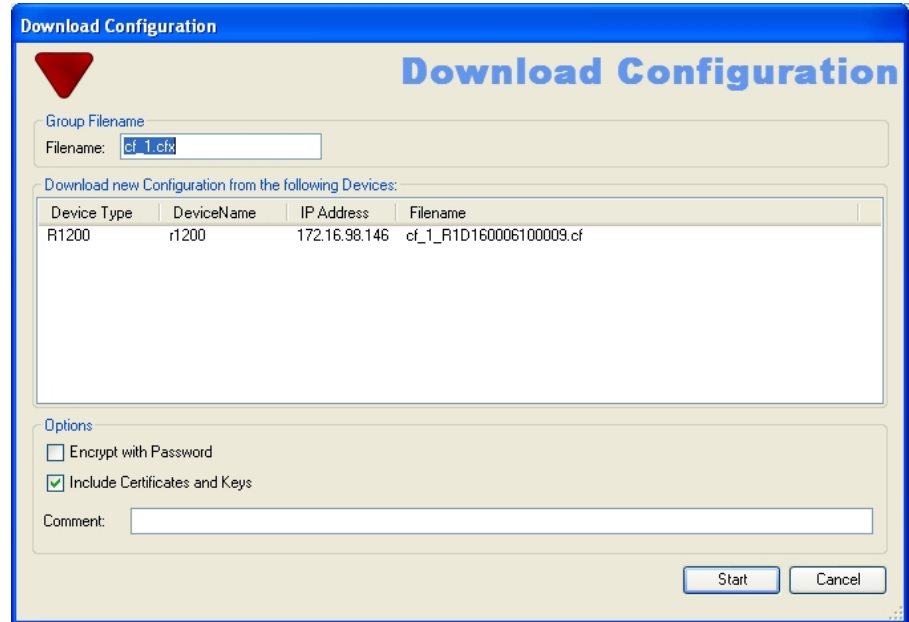 Download Configuration
Download Configuration
Group Filename
Filename: cf_1.cfx
Download new Configuration from the following Devices:
Device Type DeviceName IP Address Filename
R1200 r1200 172.16.98.146 cf_1_R1D160006100009.cf
Options
Encrypt with Password
Include Certificates and Keys
Comment:
Start Cancel